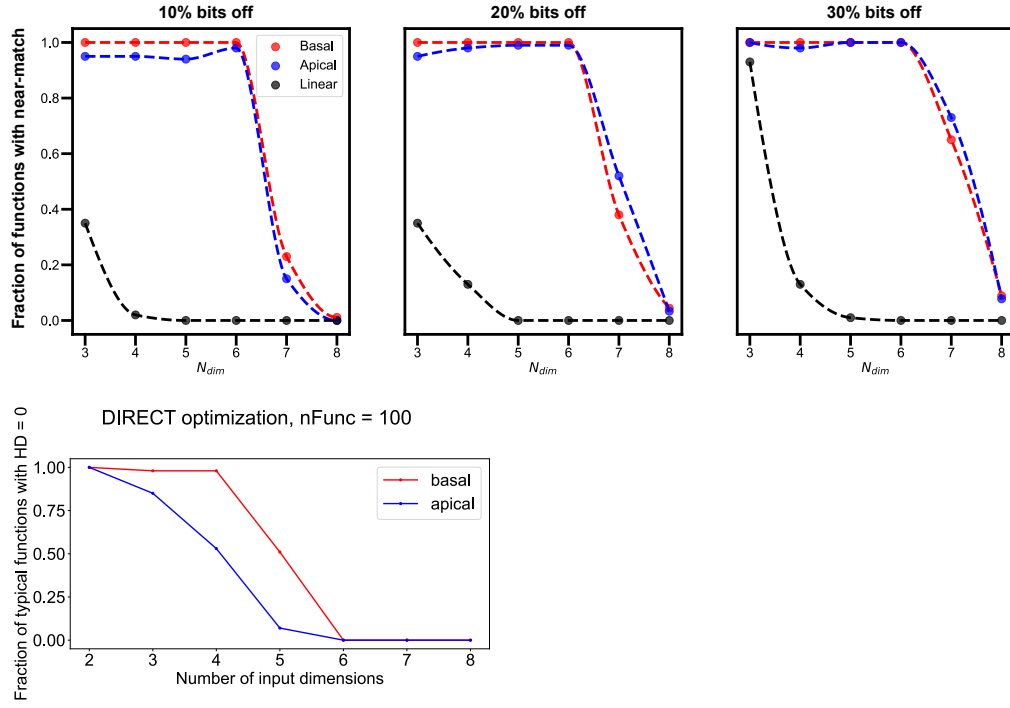 10% bits off
20% bits off
30% bits off
Fraction of functions with near-match
1.0
0.8
0.6
0.4
0.2
0.0
Basal
Apical
Linear
3 4 5 6 7 8
N_dim
3 4 5 6 7 8
N_dim
3 4 5 6 7 8
N_dim
DIRECT optimization, nFunc = 100
Fraction of typical functions with HD = 0
1.00
0.75
0.50
0.25
0.00
basal
apical
2 3 4 5 6 7 8
Number of input dimensions